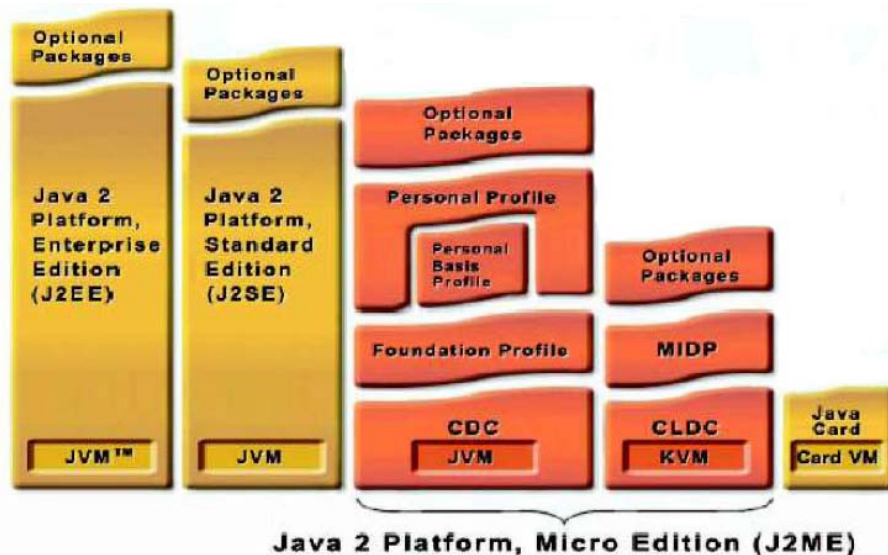 Optional
Packages
Java 2
Platform,
Enterprise
Edition
(J2EE)
JVM™
Optional
Packages
Java 2
Platform,
Standard
Edition
(J2SE)
JVM
Optional
Packages
Personal Profile
Personal
Basis
Profile
Foundation Profile
CDC
JVM
Optional
Packages
MIDP
CLDC
KVM
Java
Card
Card VM
Java 2 Platform, Micro Edition (J2ME)